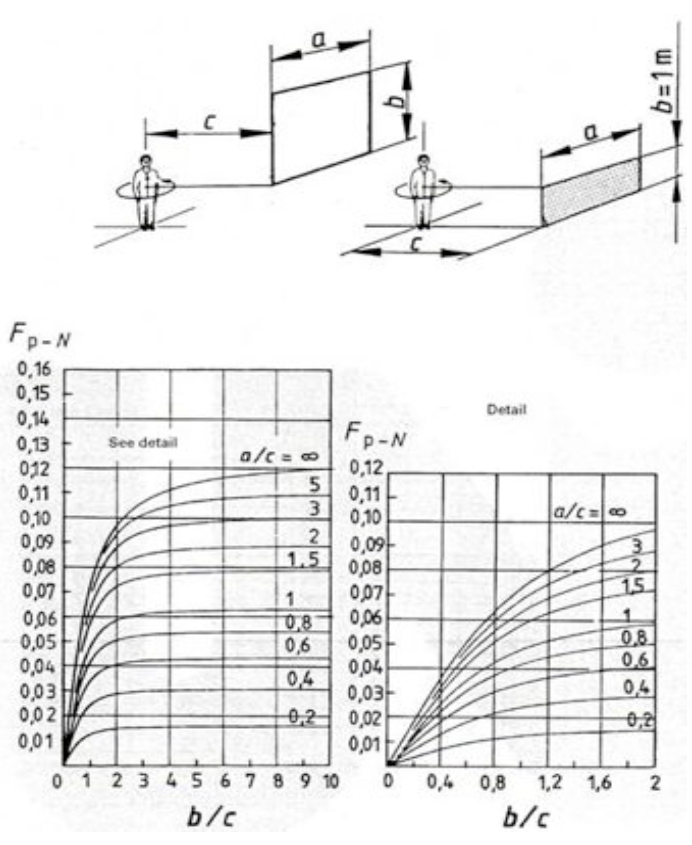 a
b
c
a
b=1m
c
F p-N
0,16
0,15
0,14
0,13
0,12
0,11
0,10
0,09
0,08
0,07
0,06
0,05
0,04
0,03
0,02
0,01
See detail
a/c = ∞
5
3
2
1,5
1
0,8
0,6
0,4
0,2
0 1 2 3 4 5 6 7 8 9 10
b/c
Detail
F p-N
0,12
0,11
0,10
0,09
0,08
0,07
0,06
0,05
0,04
0,03
0,02
0,01
a/c = ∞
3
2
1,5
1
0,8
0,6
0,4
0,2
0 0,4 0,8 1,2 1,6 2
b/c